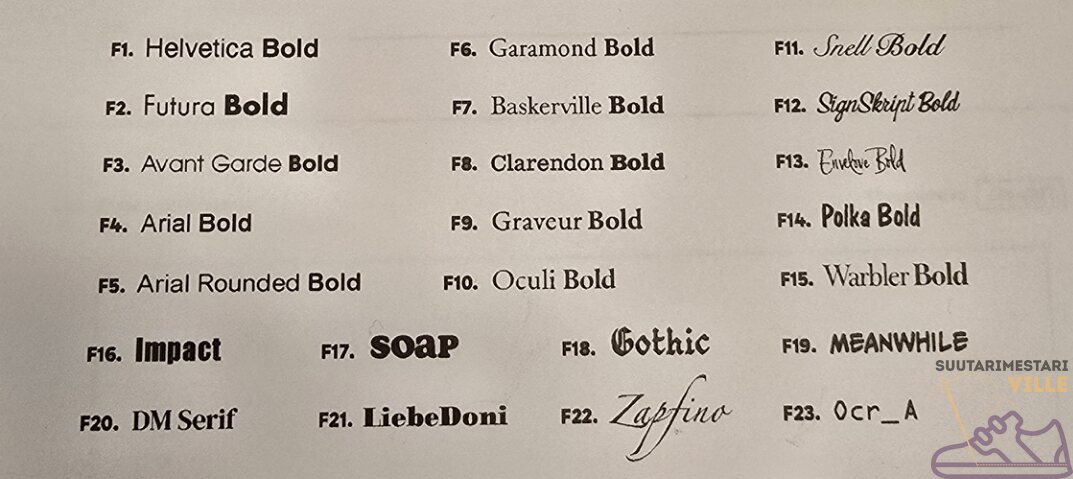 F1. Helvetica Bold F6. Garamond Bold F11. Snell Bold
F2. Futura Bold F7. Baskerville Bold F12. SignSkript Bold
F3. Avant Garde Bold F8. Clarendon Bold F13. Envelove Bold
F4. Arial Bold F9. Graveur Bold F14. Polka Bold
F5. Arial Rounded Bold F10. Oculi Bold F15. Warbler Bold
F16. Impact F17. SOAP F18. Gothic F19. MEANWHILE
F20. DM Serif F21. LiebeDoni F22. Zapfino F23. Ocr_A
SUUTARIMESTARI
VILLE